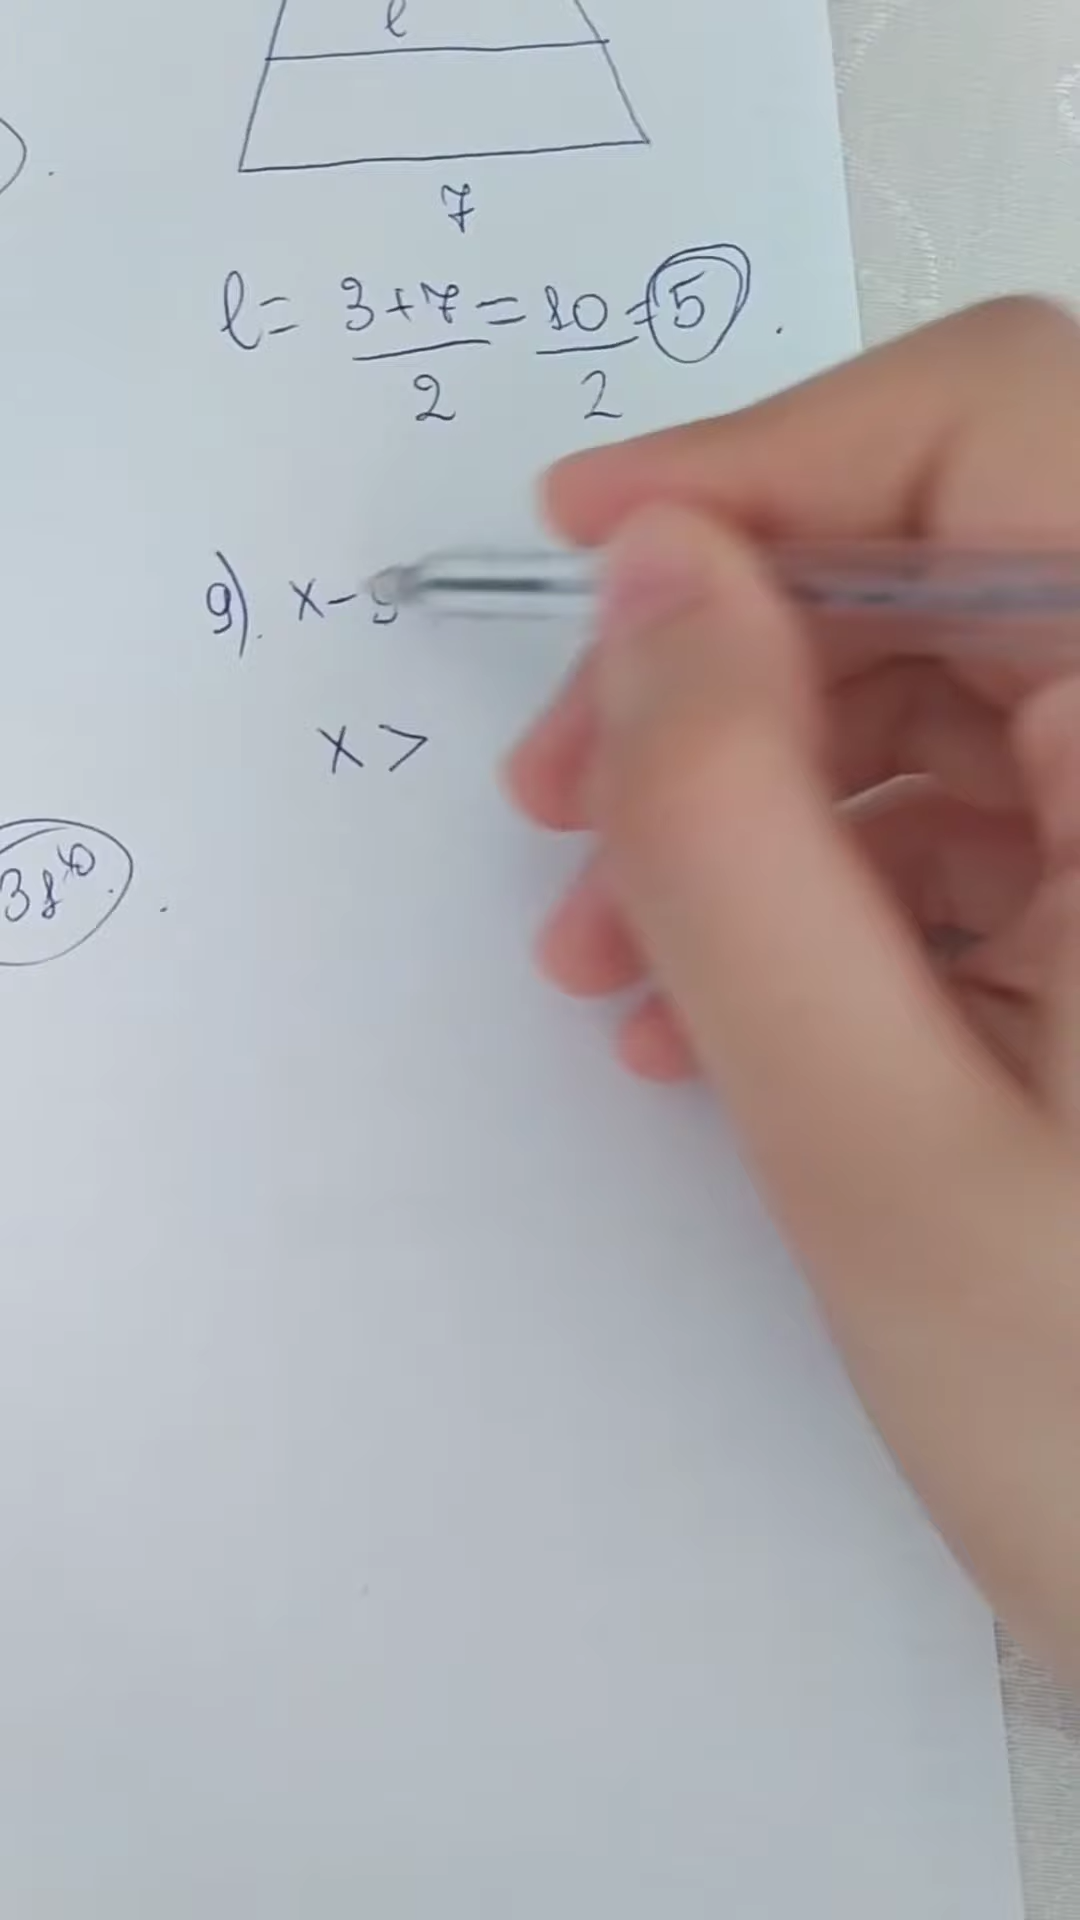 l
7
l = 3+7 = 10 = 5.
2 2
9). x -
x >